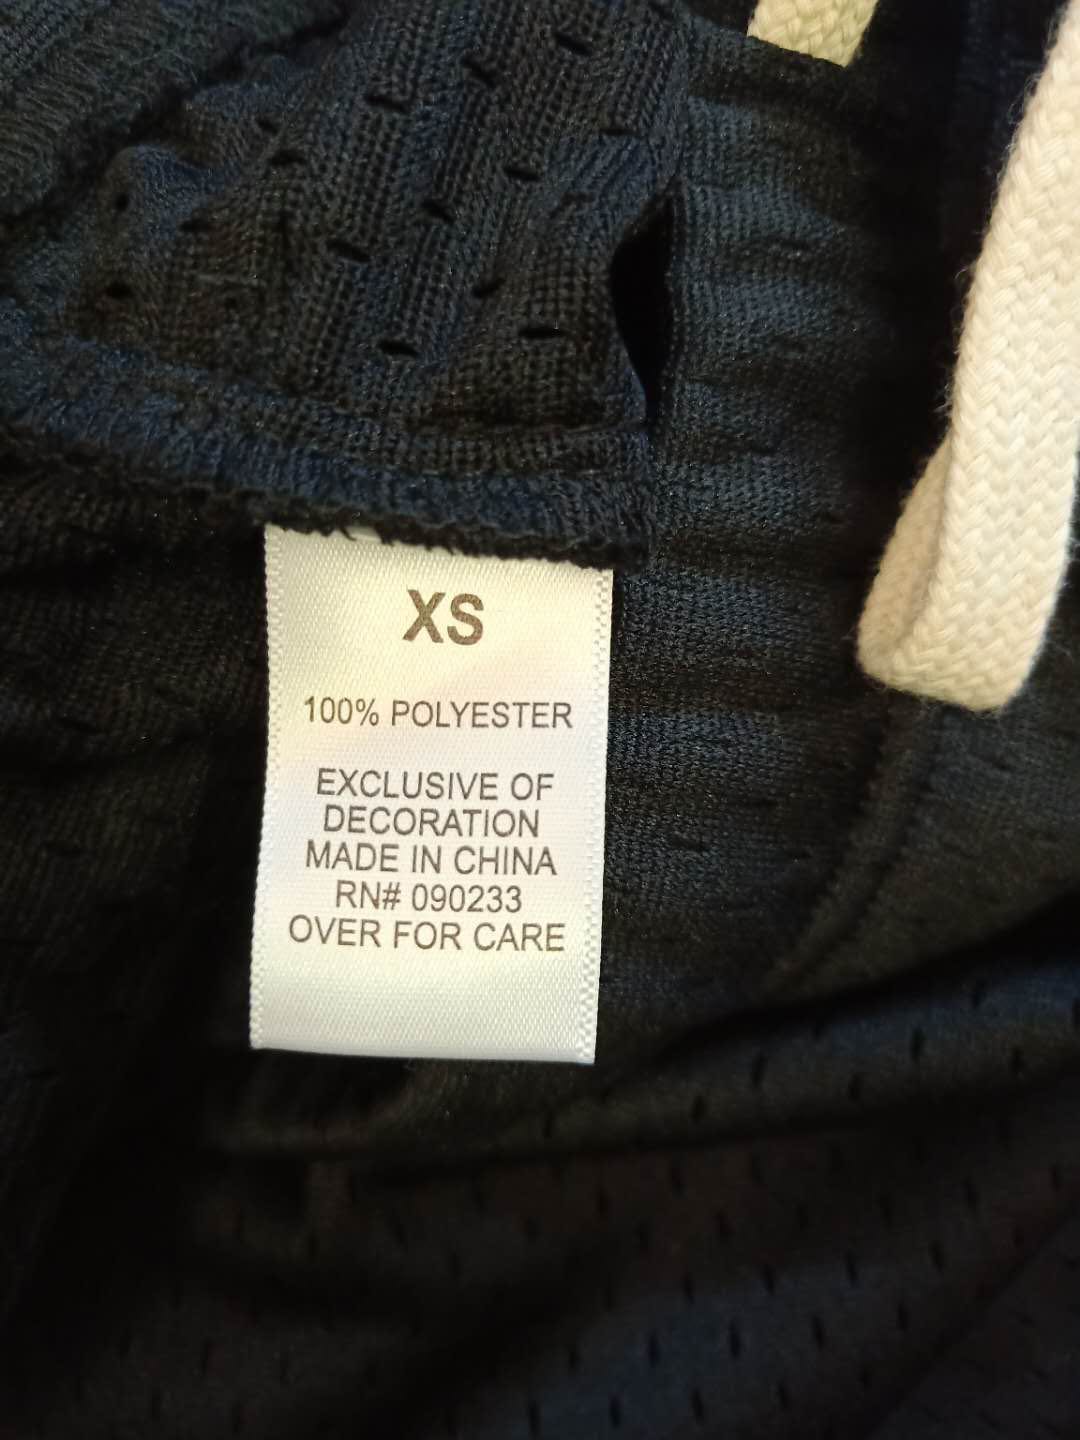 XS
100% POLYESTER
EXCLUSIVE OF
DECORATION
MADE IN CHINA
RN# 090233
OVER FOR CARE